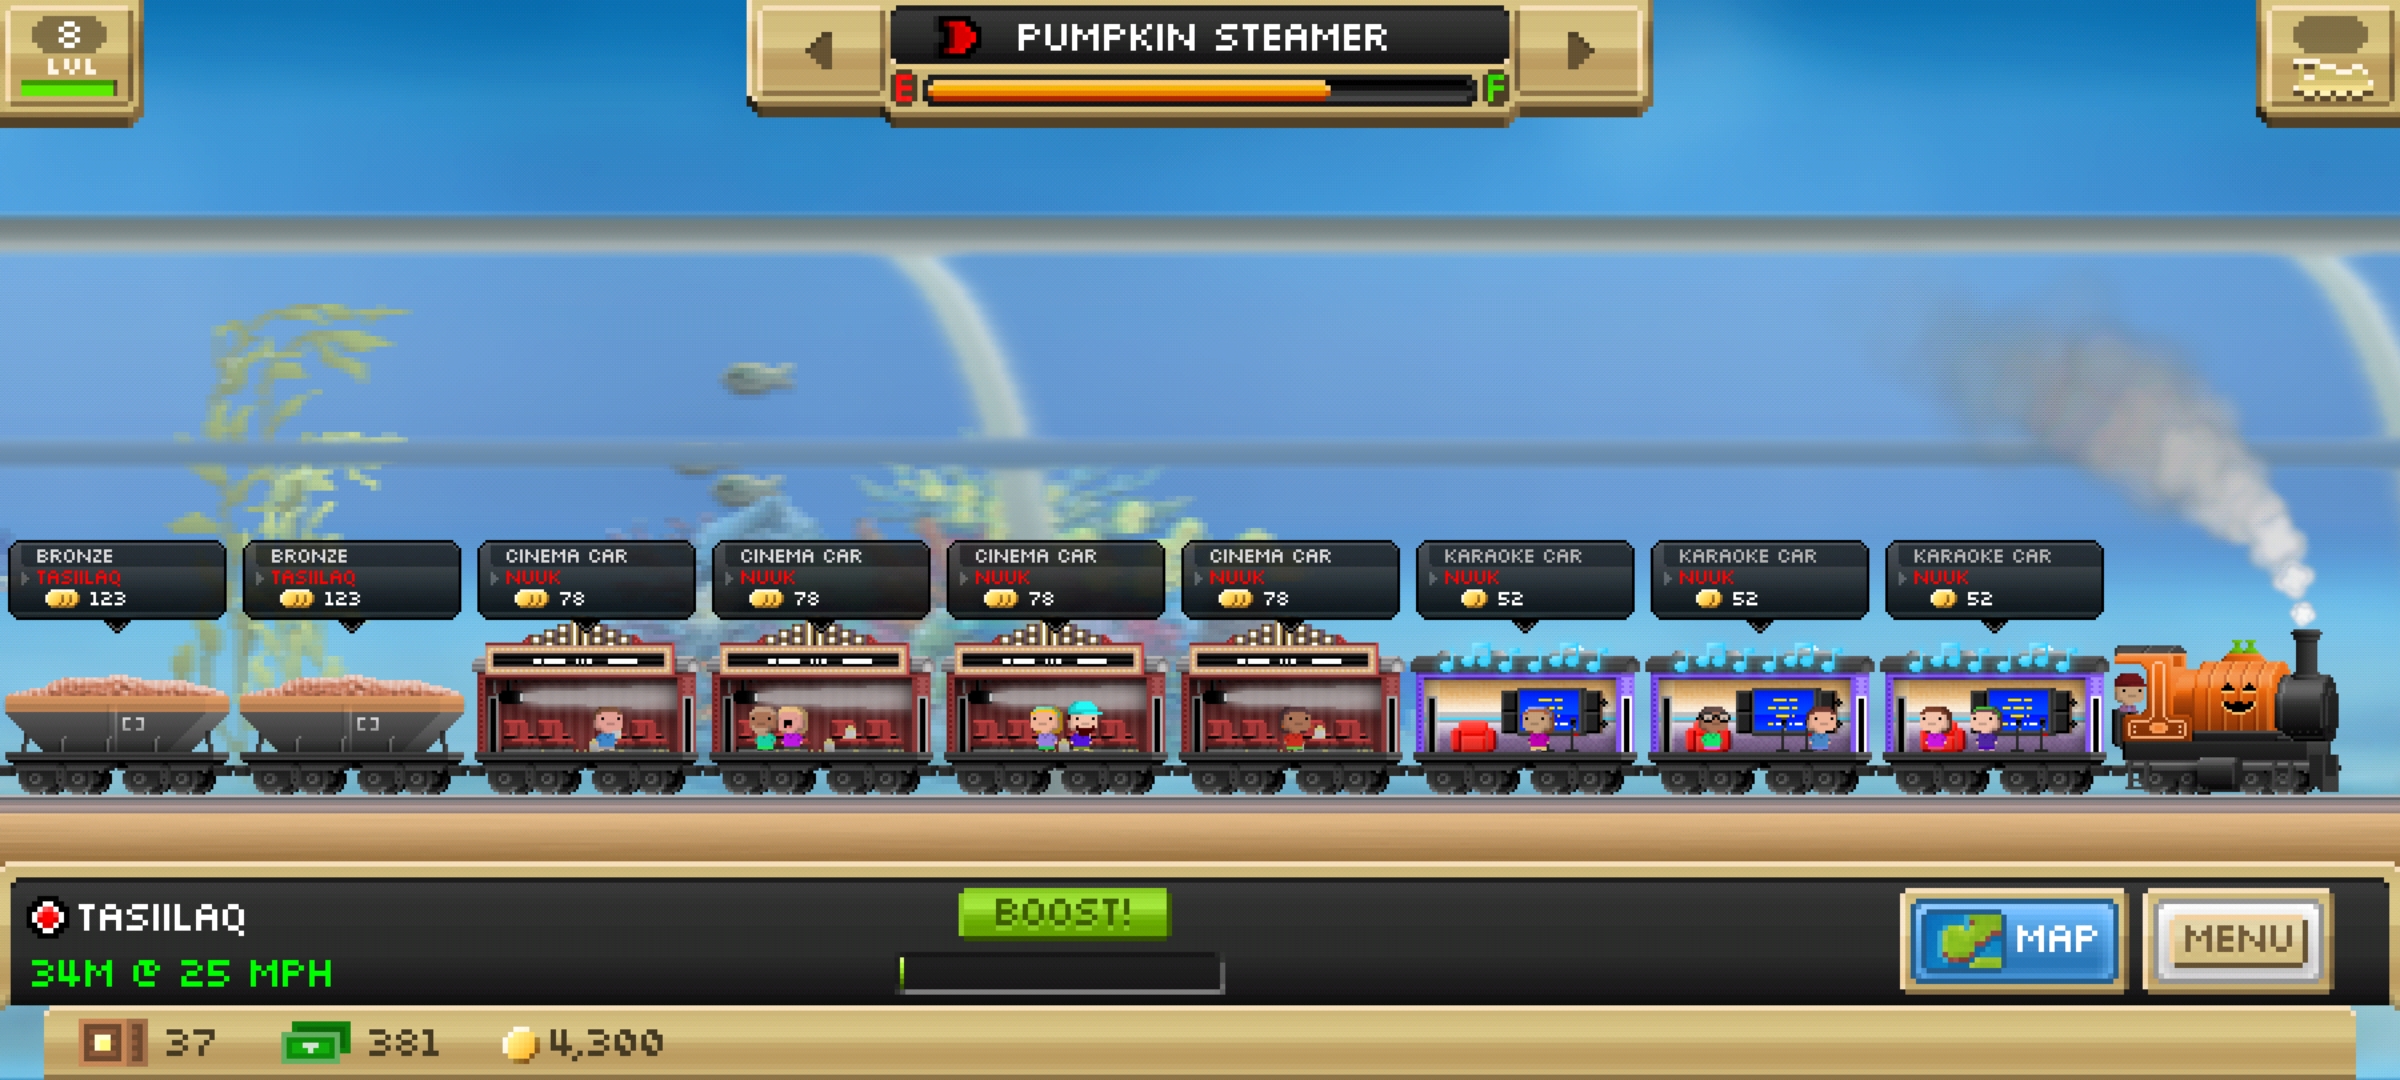 8
LVL
PUMPKIN STEAMER
E F
BRONZE
TASIILAQ
123
BRONZE
TASIILAQ
123
CINEMA CAR
NUUK
78
CINEMA CAR
NUUK
78
CINEMA CAR
NUUK
78
CINEMA CAR
NUUK
78
KARAOKE CAR
NUUK
52
KARAOKE CAR
NUUK
52
KARAOKE CAR
NUUK
52
TASIILAQ
34M @ 25 MPH
BOOST!
MAP
MENU
37
381
4,300